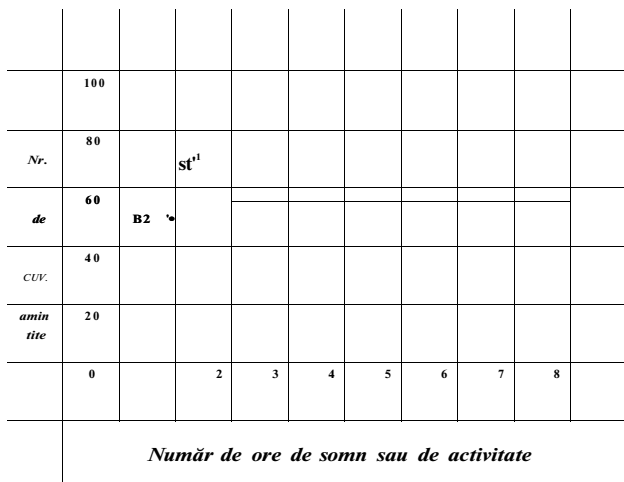 100
80
Nr.
st'¹
60
de
B2
40
CUV.
amin
20
tite
0 2 3 4 5 6 7 8
Număr de ore de somn sau de activitate